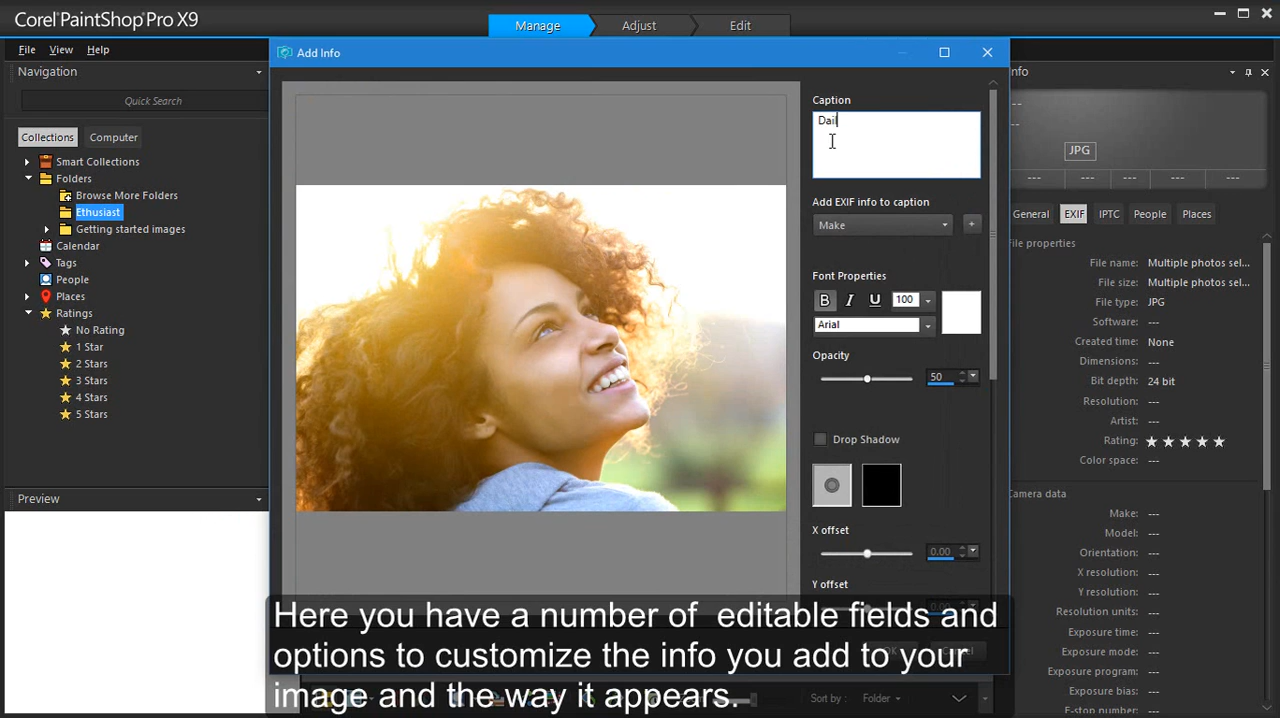 Corel PaintShop Pro X9
Manage
Adjust
Edit
File
View
Help
Navigation
Quick Search
Collections
Computer
Smart Collections
Folders
Browse More Folders
Ethusiast
Getting started images
Calendar
Tags
People
Places
Ratings
No Rating
1 Star
2 Stars
3 Stars
4 Stars
5 Stars
Preview
Add Info
Caption
Dail
Add EXIF info to caption
Make
+
Font Properties
B I U 100
Arial
Opacity
50
Drop Shadow
X offset
0.00
Y offset
Here you have a number of editable fields and
options to customize the info you add to your
image and the way it appears.
Sort by : Folder
nfo
---
---
JPG
--- --- --- --- ---
General
EXIF
IPTC
People
Places
File properties
File name: Multiple photos sel...
File size: Multiple photos sel...
File type: JPG
Software: ---
Created time: None
Dimensions: ---
Bit depth: 24 bit
Resolution: ---
Artist: ---
Rating:
Color space: ---
Camera data
Make: ---
Model: ---
Orientation: ---
X resolution: ---
Y resolution: ---
Resolution units: ---
Exposure time: ---
Exposure mode: ---
Exposure program: ---
Exposure bias: ---
F-stop number: ---